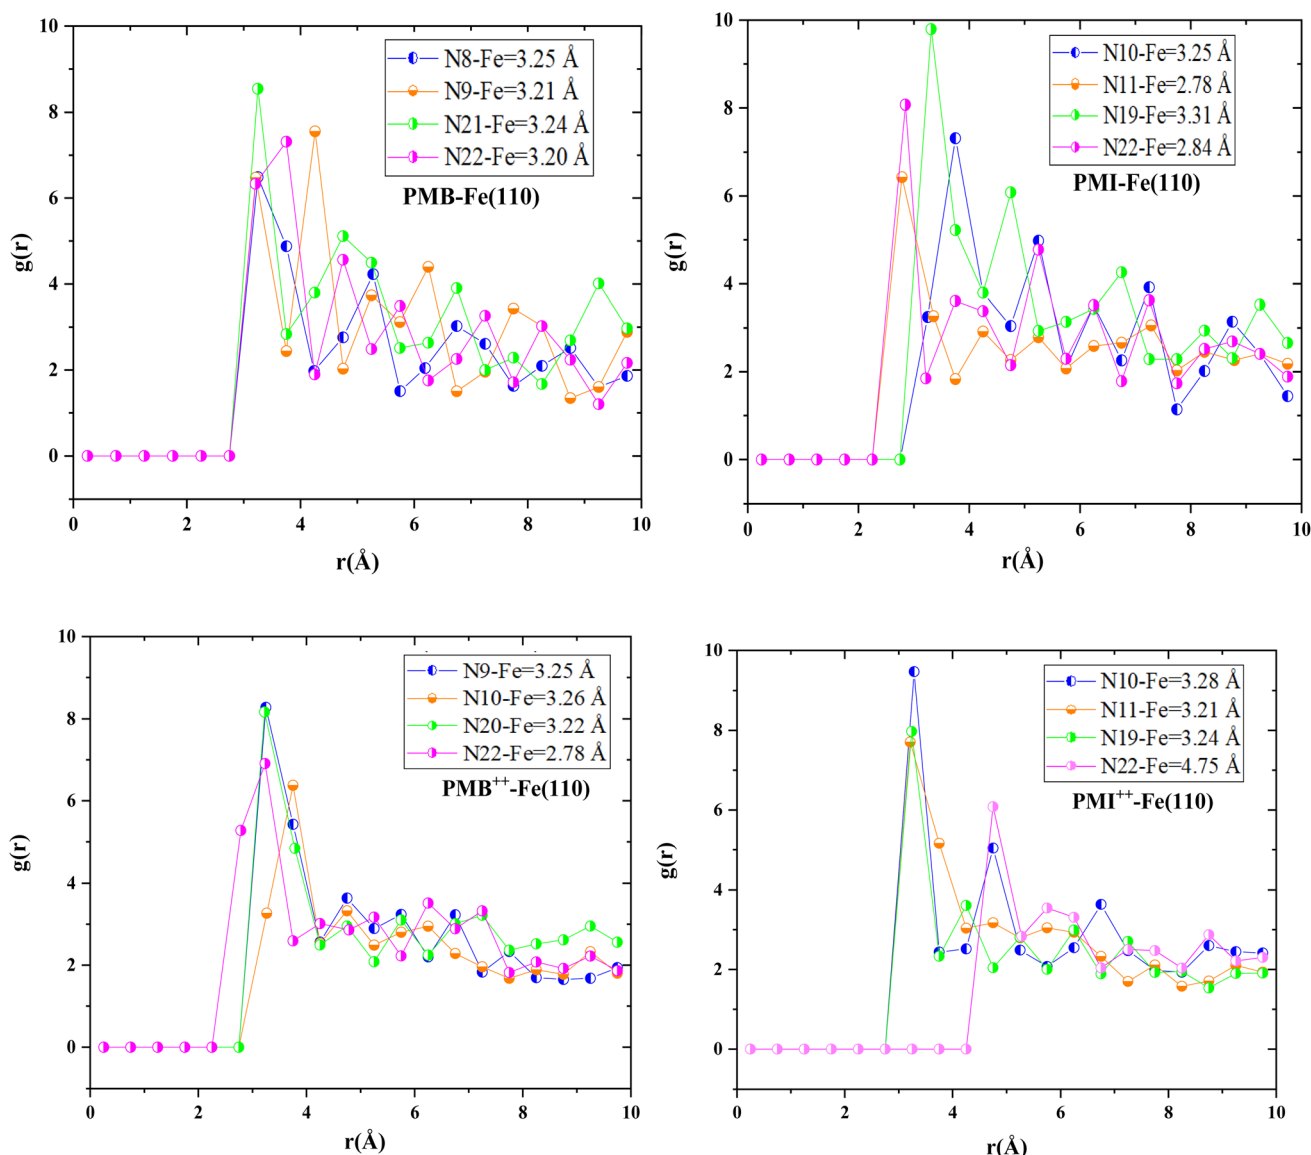 10
8
6
4
2
0
g(r)
N8-Fe=3.25 Å
N9-Fe=3.21 Å
N21-Fe=3.24 Å
N22-Fe=3.20 Å
PMB-Fe(110)
0 2 4 6 8 10
r(Å)
10
8
6
4
2
0
g(r)
N10-Fe=3.25 Å
N11-Fe=2.78 Å
N19-Fe=3.31 Å
N22-Fe=2.84 Å
PMI-Fe(110)
0 2 4 6 8 10
r(Å)
10
8
6
4
2
0
g(r)
N9-Fe=3.25 Å
N10-Fe=3.26 Å
N20-Fe=3.22 Å
N22-Fe=2.78 Å
PMB⁺⁺-Fe(110)
0 2 4 6 8 10
r(Å)
10
8
6
4
2
0
g(r)
N10-Fe=3.28 Å
N11-Fe=3.21 Å
N19-Fe=3.24 Å
N22-Fe=4.75 Å
PMI⁺⁺-Fe(110)
0 2 4 6 8 10
r(Å)